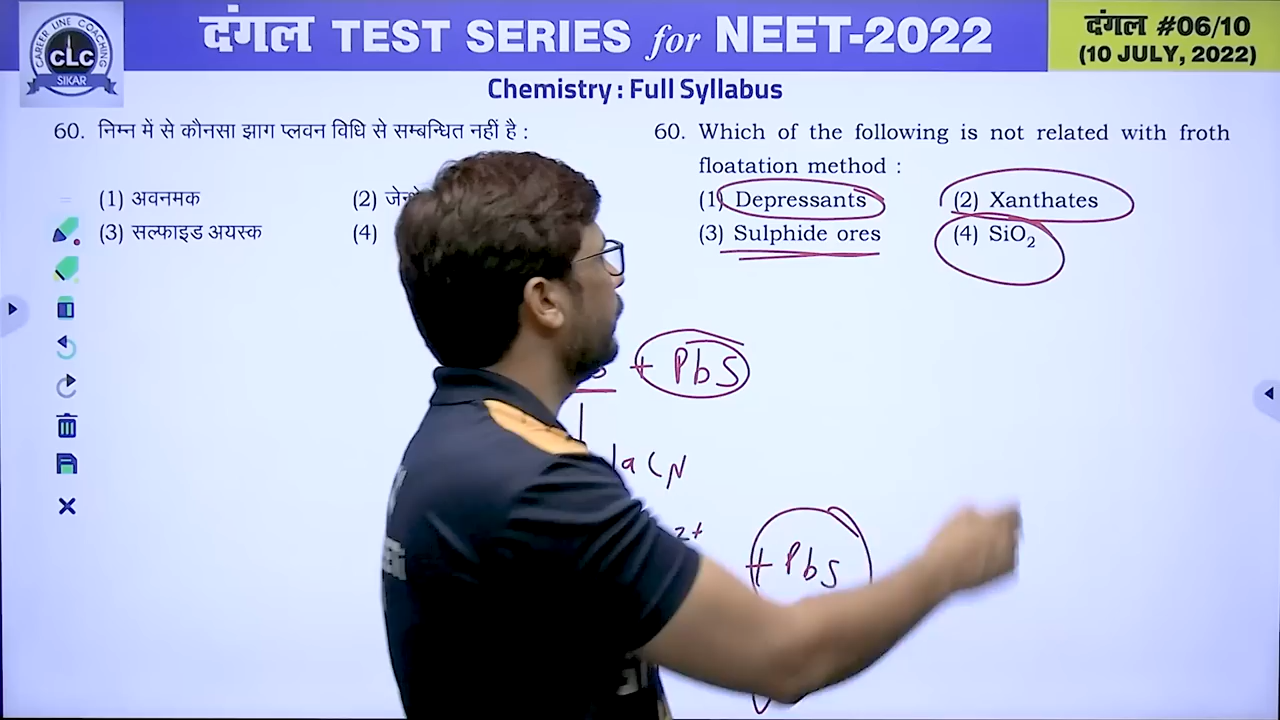 CAREER LINE COACHING
CLC
SIKAR
दंगल TEST SERIES for NEET-2022
दंगल #06/10
(10 JULY, 2022)
Chemistry : Full Syllabus
60. निम्न में से कौनसा झाग प्लवन विधि से सम्बन्धित नहीं है :
(1) अवनमक (2)
(3) सल्फाइड अयस्क (4)
60. Which of the following is not related with froth
floatation method :
(1) Depressants (2) Xanthates
(3) Sulphide ores (4) SiO₂
+ PbS
CN
2+
+ PbS